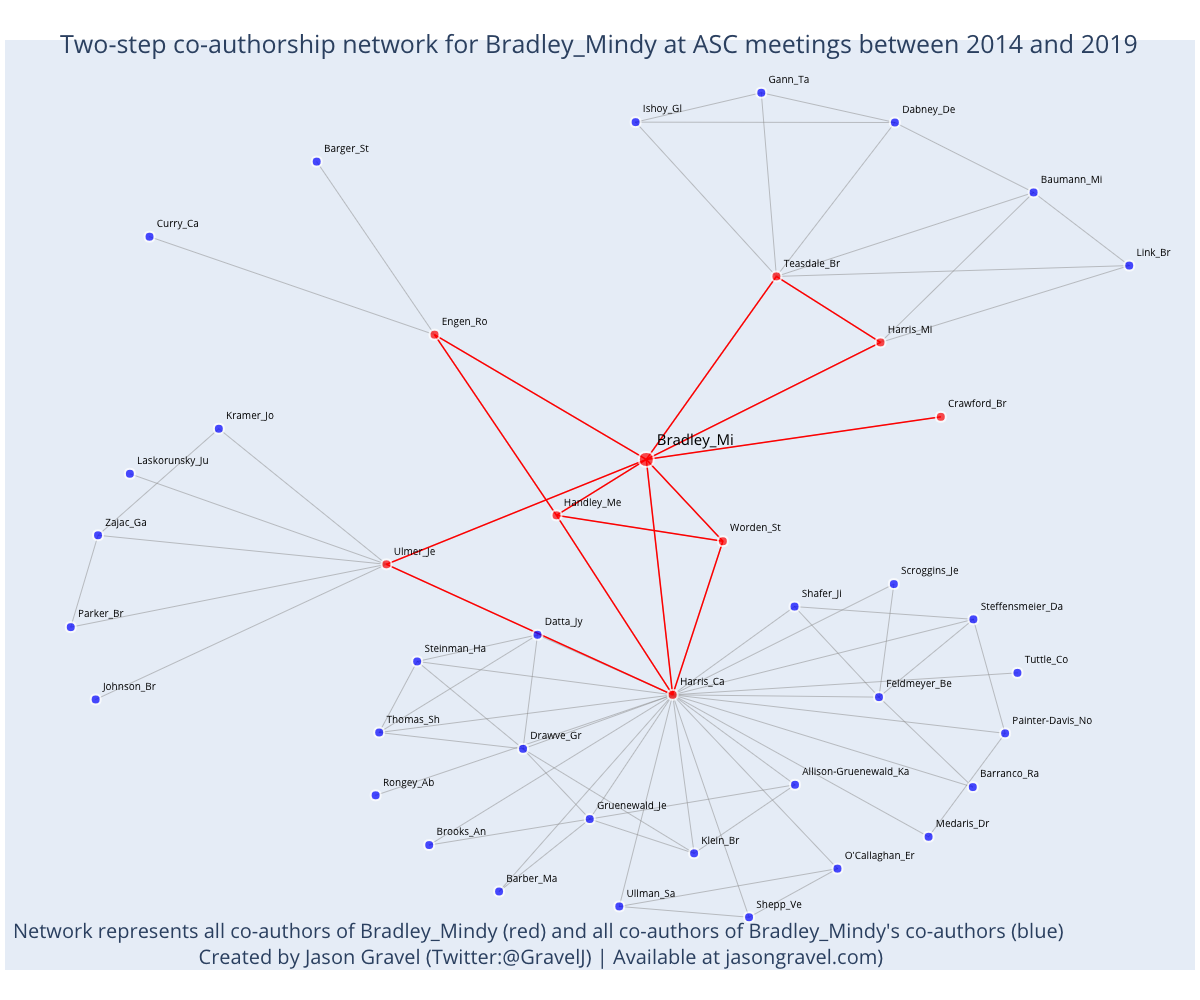 Two-step co-authorship network for Bradley_Mindy at ASC meetings between 2014 and 2019
Gann_Ta
Ishoy_Gl
Dabney_De
Barger_St
Baumann_Mi
Curry_Ca
Link_Br
Teasdale_Br
Engen_Ro
Harris_Mi
Crawford_Br
Kramer_Jo
Bradley_Mi
Laskorunsky_Ju
Handley_Me
Zajac_Ga
Worden_St
Ulmer_Je
Scroggins_Je
Shafer_Ji
Steffensmeier_Da
Parker_Br
Datta_Jy
Steinman_Ha
Tuttle_Co
Johnson_Br
Harris_Ca
Feldmeyer_Be
Thomas_Sh
Painter-Davis_No
Drawve_Gr
Rongey_Ab
Allison-Gruenewald_Ka
Barranco_Ra
Gruenewald_Je
Brooks_An
Klein_Br
Medaris_Dr
O'Callaghan_Er
Barber_Ma
Ullman_Sa
Shepp_Ve
Network represents all co-authors of Bradley_Mindy (red) and all co-authors of Bradley_Mindy's co-authors (blue)
Created by Jason Gravel (Twitter:@GravelJ) | Available at jasongravel.com)